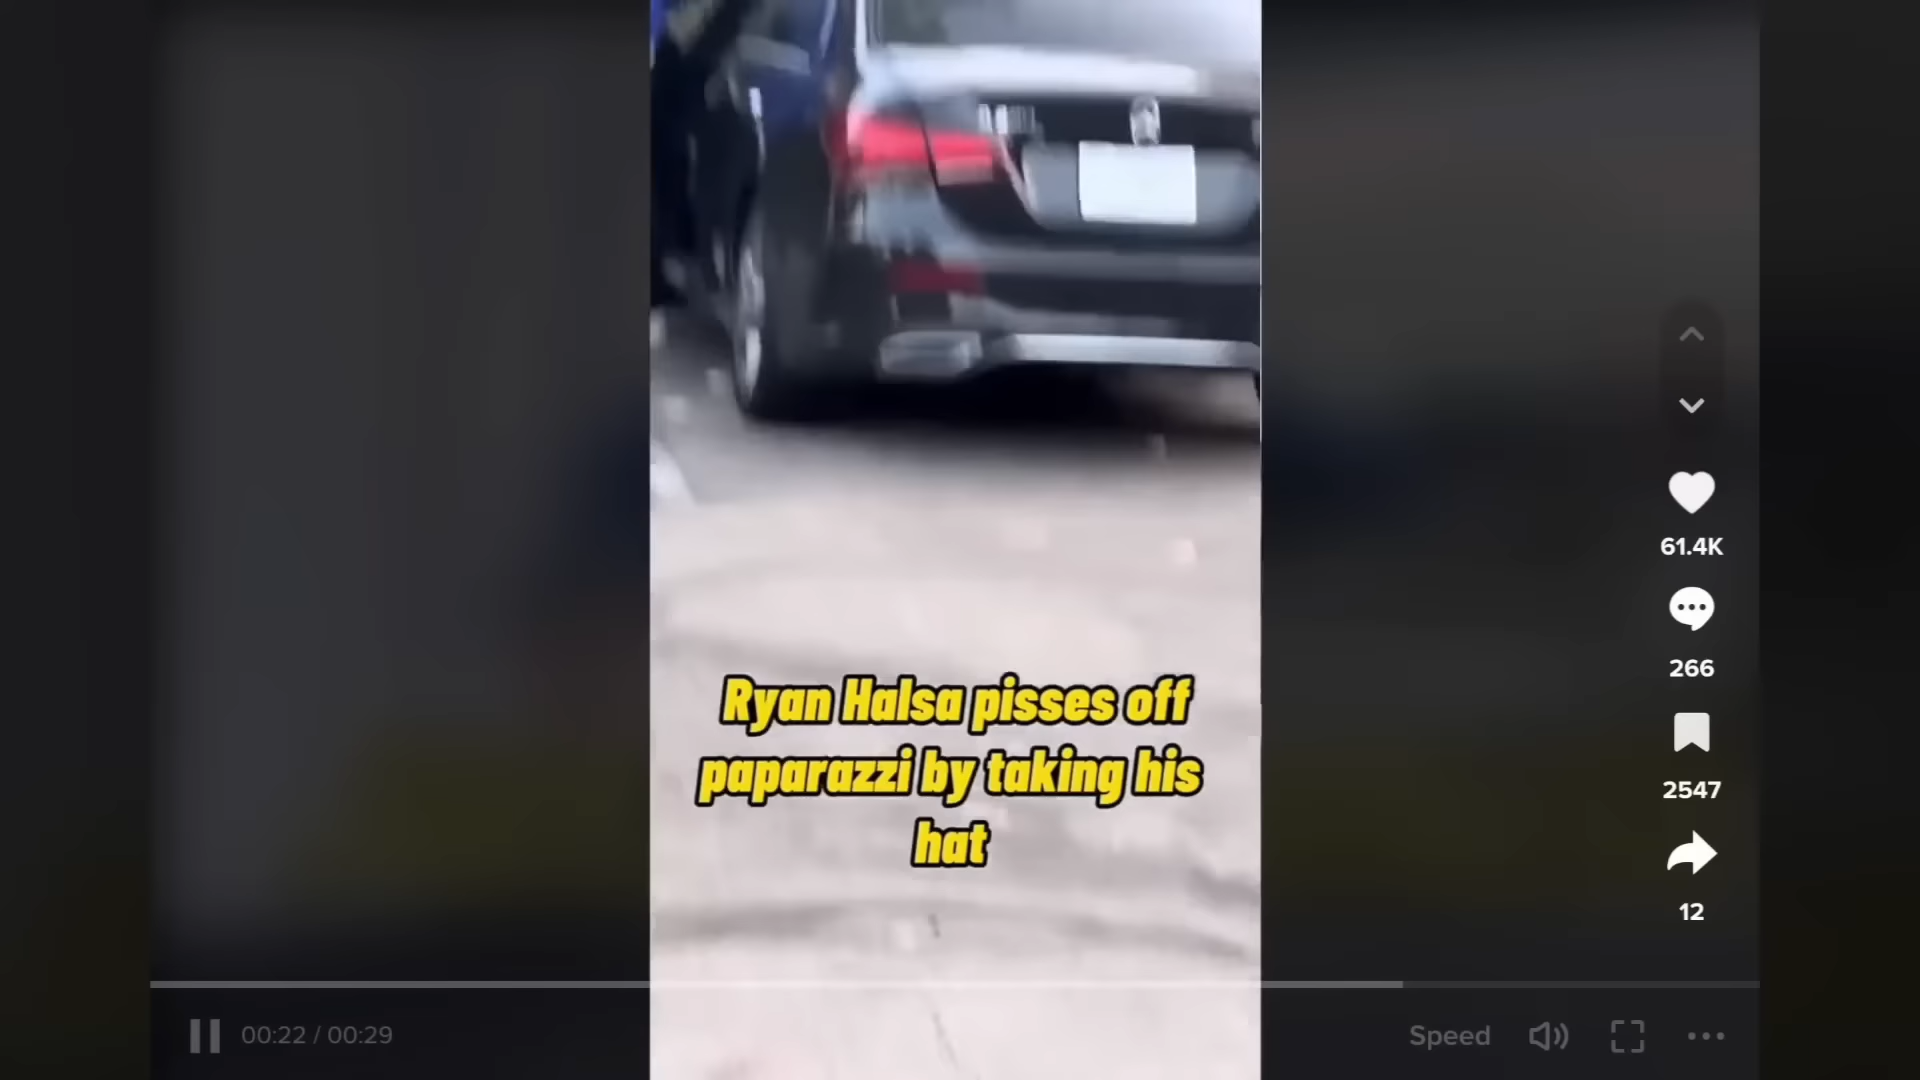 Ryan Halsa pisses off
paparazzi by taking his
hat
61.4K
266
2547
12
00:22 / 00:29
Speed